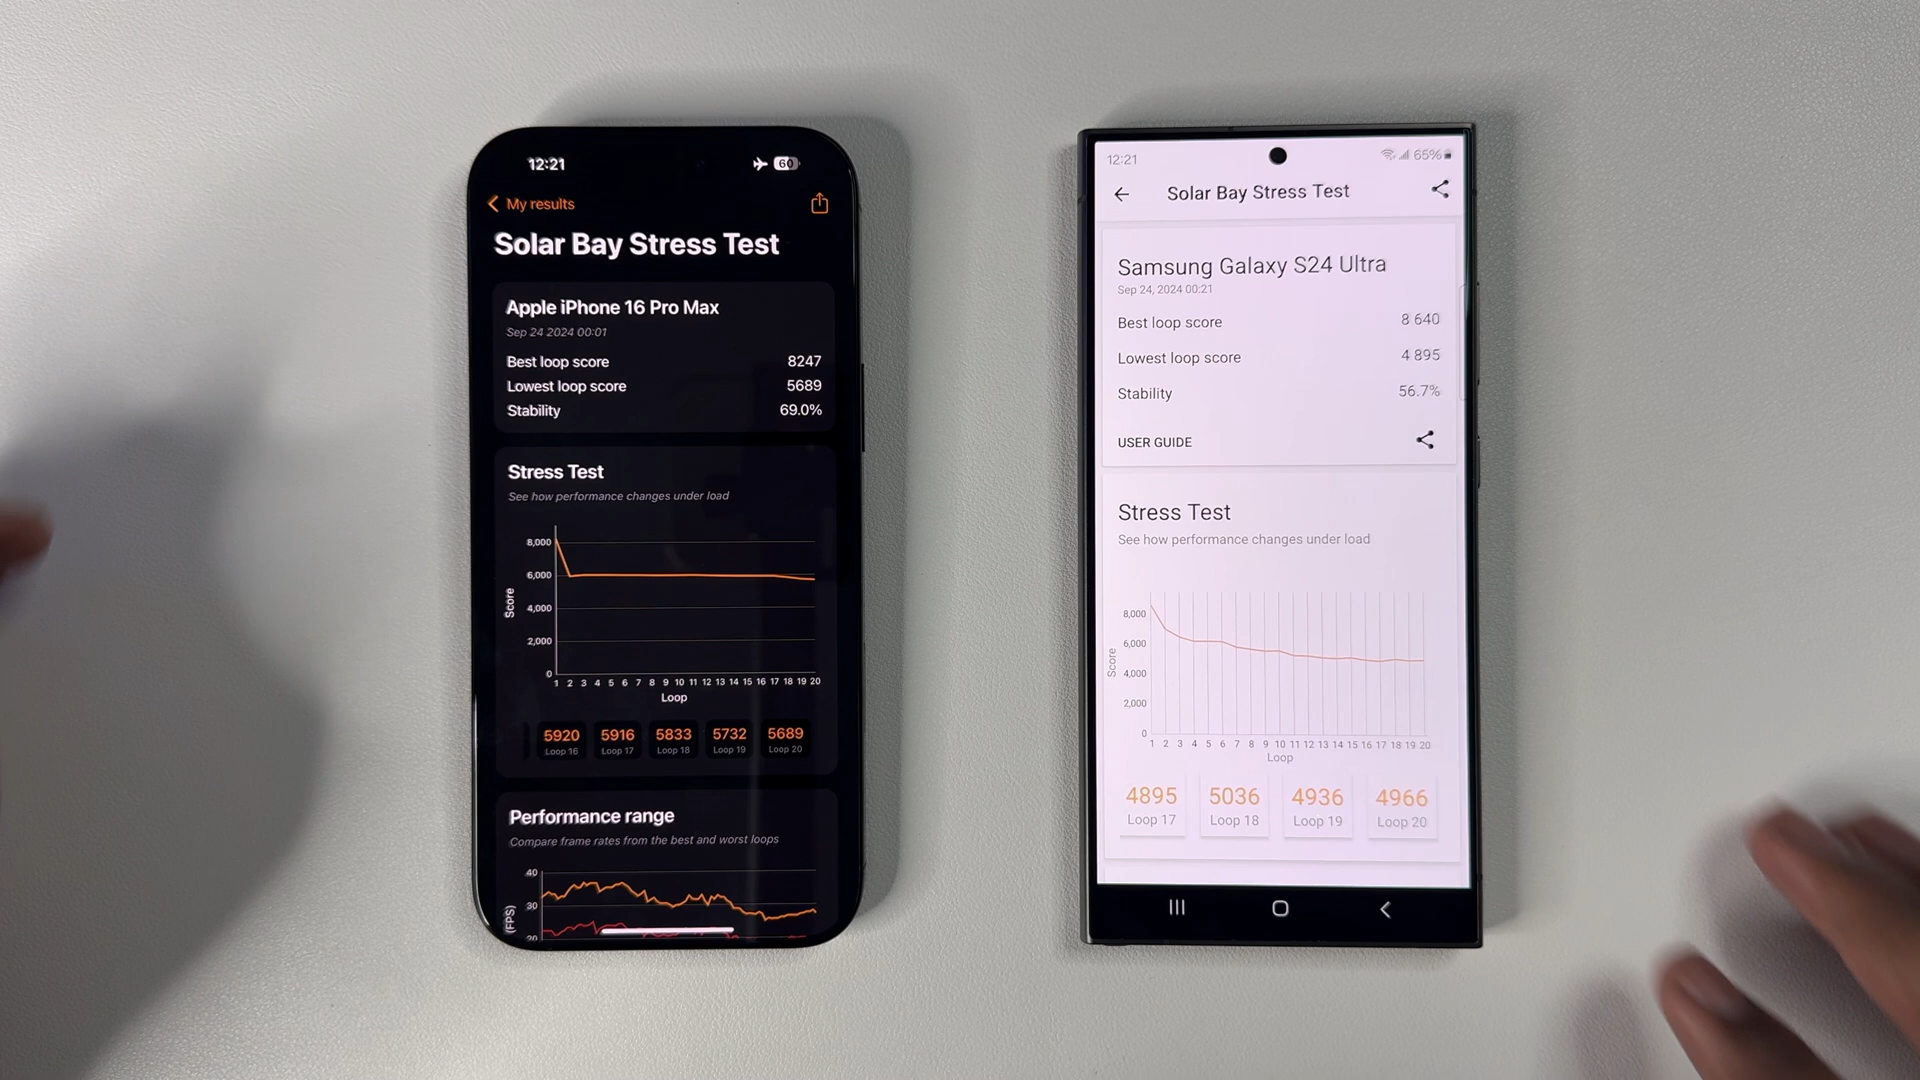 12:21
60
My results
Solar Bay Stress Test
Apple iPhone 16 Pro Max
Sep 24 2024 00:01
Best loop score 8247
Lowest loop score 5689
Stability 69.0%
Stress Test
See how performance changes under load
8,000
6,000
4,000
2,000
0
Score
1 2 3 4 5 6 7 8 9 10 11 12 13 14 15 16 17 18 19 20
Loop
5920 5916 5833 5732 5689
Loop 16 Loop 17 Loop 18 Loop 19 Loop 20
Performance range
Compare frame rates from the best and worst loops
40
30
20
(FPS)
12:21
65%
Solar Bay Stress Test
Samsung Galaxy S24 Ultra
Sep 24, 2024 00:21
Best loop score 8 640
Lowest loop score 4 895
Stability 56.7%
USER GUIDE
Stress Test
See how performance changes under load
8,000
6,000
4,000
2,000
0
Score
1 2 3 4 5 6 7 8 9 10 11 12 13 14 15 16 17 18 19 20
Loop
4895 5036 4936 4966
Loop 17 Loop 18 Loop 19 Loop 20